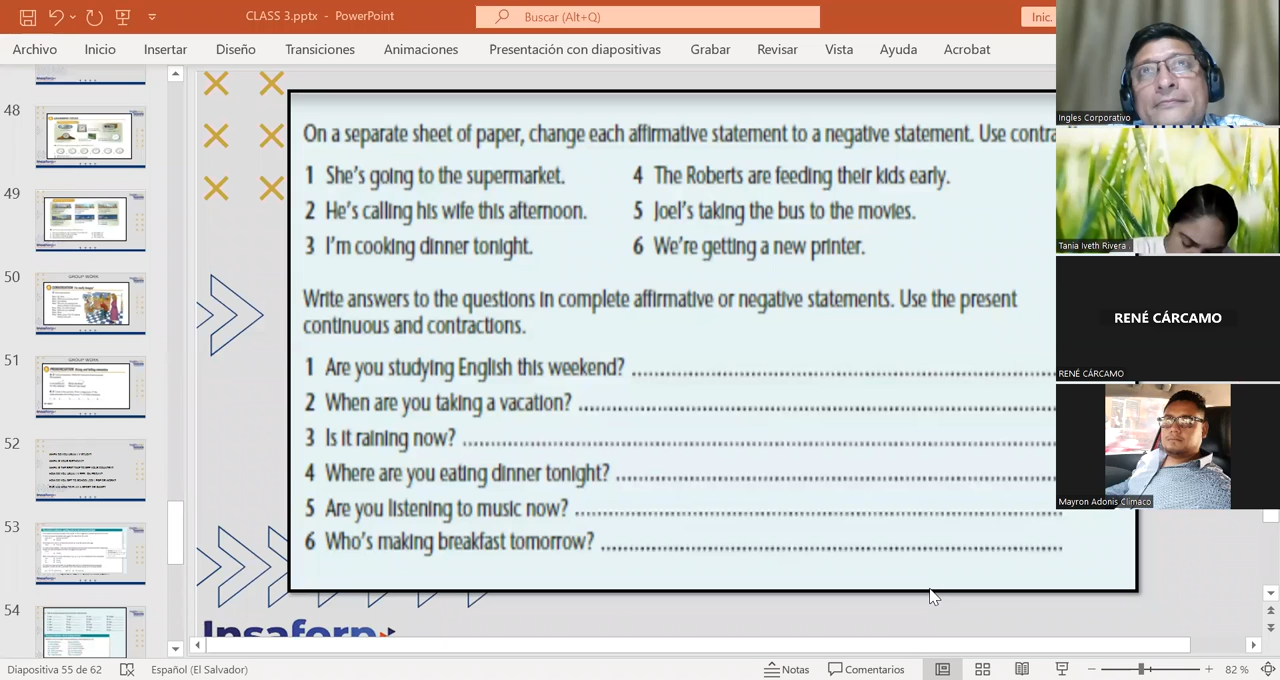 CLASS 3.pptx - PowerPoint
Buscar (Alt+Q)
Inic.
Archivo Inicio Insertar Diseño Transiciones Animaciones Presentación con diapositivas Grabar Revisar Vista Ayuda Acrobat
48
49
50
51
52
53
54
On a separate sheet of paper, change each affirmative statement to a negative statement. Use
1 She's going to the supermarket.
2 He's calling his wife this afternoon.
3 I'm cooking dinner tonight.
4 The Roberts are feeding their kids early.
5 Joel's taking the bus to the movies.
6 We're getting a new printer.
Write answers to the questions in complete affirmative or negative statements. Use the present
continuous and contractions.
1 Are you studying English this weekend?
2 When are you taking a vacation?
3 Is it raining now?
4 Where are you eating dinner tonight?
5 Are you listening to music now?
6 Who's making breakfast tomorrow?
Insaforp
Ingles Corporativo
Tania Iveth Rivera
RENÉ CÁRCAMO
RENÉ CÁRCAMO
Mayron Adonis Climaco
Diapositiva 55 de 62 Español (El Salvador) Notas Comentarios 82 %